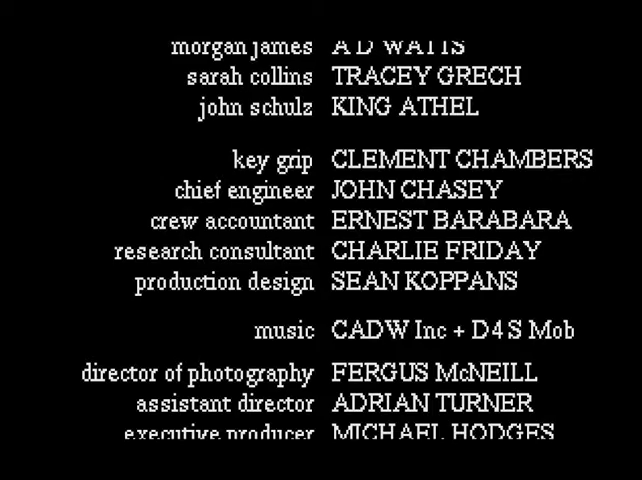 morgan james A D WATTS
sarah collins TRACEY GRECH
john schulz KING ATHEL
key grip CLEMENT CHAMBERS
chief engineer JOHN CHASEY
crew accountant ERNEST BARABARA
research consultant CHARLIE FRIDAY
production design SEAN KOPPANS
music CADW Inc + D4S Mob
director of photography FERGUS McNEILL
assistant director ADRIAN TURNER
executive producer MICHAEL HODGES